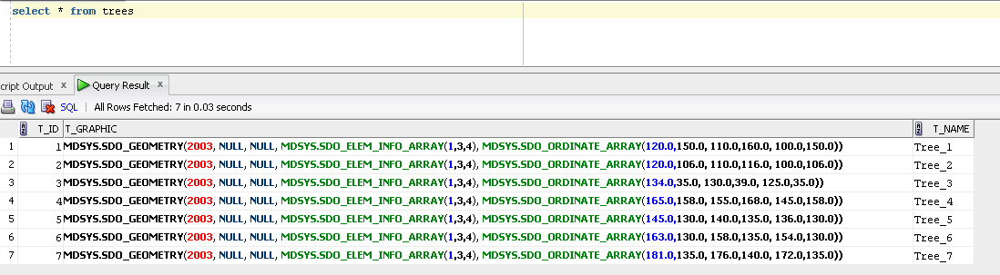 select * from trees
cript Output x Query Result x
SQL | All Rows Fetched: 7 in 0.03 seconds
T_ID T_GRAPHIC T_NAME
1 1 MDSYS.SDO_GEOMETRY(2003, NULL, NULL, MDSYS.SDO_ELEM_INFO_ARRAY(1,3,4), MDSYS.SDO_ORDINATE_ARRAY(120.0,150.0, 110.0,160.0, 100.0,150.0)) Tree_1
2 2 MDSYS.SDO_GEOMETRY(2003, NULL, NULL, MDSYS.SDO_ELEM_INFO_ARRAY(1,3,4), MDSYS.SDO_ORDINATE_ARRAY(120.0,106.0, 110.0,116.0, 100.0,106.0)) Tree_2
3 3 MDSYS.SDO_GEOMETRY(2003, NULL, NULL, MDSYS.SDO_ELEM_INFO_ARRAY(1,3,4), MDSYS.SDO_ORDINATE_ARRAY(134.0,35.0, 130.0,39.0, 125.0,35.0)) Tree_3
4 4 MDSYS.SDO_GEOMETRY(2003, NULL, NULL, MDSYS.SDO_ELEM_INFO_ARRAY(1,3,4), MDSYS.SDO_ORDINATE_ARRAY(165.0,158.0, 155.0,168.0, 145.0,158.0)) Tree_4
5 5 MDSYS.SDO_GEOMETRY(2003, NULL, NULL, MDSYS.SDO_ELEM_INFO_ARRAY(1,3,4), MDSYS.SDO_ORDINATE_ARRAY(145.0,130.0, 140.0,135.0, 136.0,130.0)) Tree_5
6 6 MDSYS.SDO_GEOMETRY(2003, NULL, NULL, MDSYS.SDO_ELEM_INFO_ARRAY(1,3,4), MDSYS.SDO_ORDINATE_ARRAY(163.0,130.0, 158.0,135.0, 154.0,130.0)) Tree_6
7 7 MDSYS.SDO_GEOMETRY(2003, NULL, NULL, MDSYS.SDO_ELEM_INFO_ARRAY(1,3,4), MDSYS.SDO_ORDINATE_ARRAY(181.0,135.0, 176.0,140.0, 172.0,135.0)) Tree_7